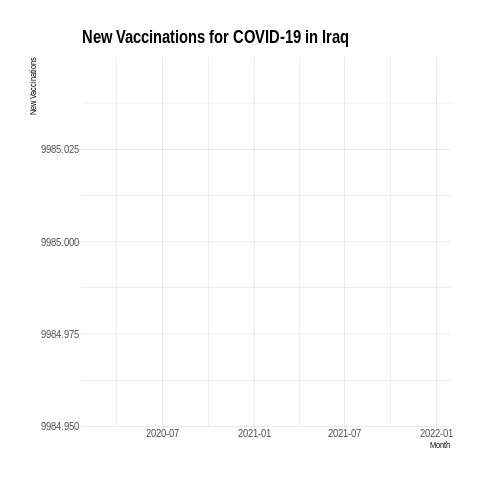 New Vaccinations for COVID-19 in Iraq
New Vaccinations
9985.025
9985.000
9984.975
9984.950
2020-07 2021-01 2021-07 2022-01
Month